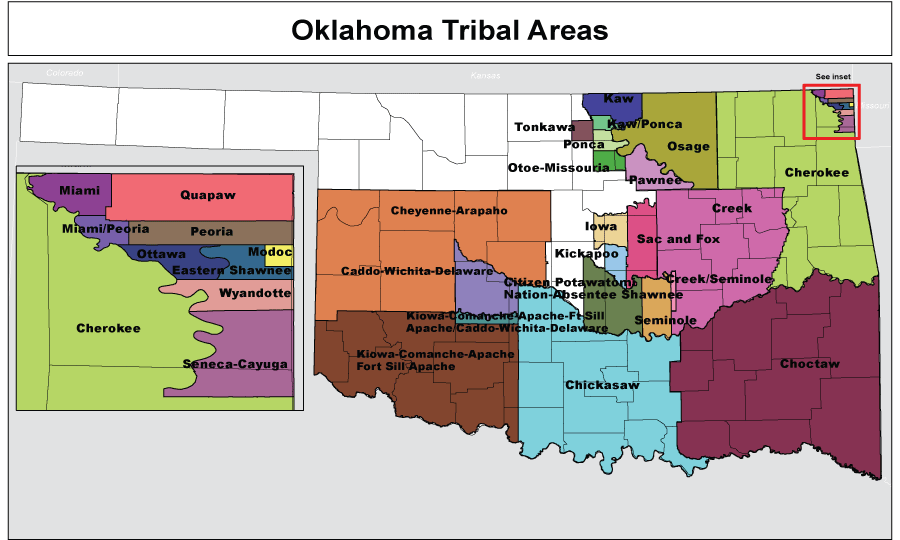 Oklahoma Tribal Areas
Colorado
Kansas
See inset
Kaw
Tonkawa
Kaw/Ponca
Ponca
Osage
Otoe-Missouria
Pawnee
Cherokee
Miami
Quapaw
Miami/Peoria
Peoria
Ottawa
Modoc
Eastern Shawnee
Wyandotte
Cherokee
Seneca-Cayuga
Cheyenne-Arapaho
Creek
Iowa
Sac and Fox
Kickapoo
Caddo-Wichita-Delaware
Creek/Seminole
Citizen Potawatomi
Nation-Absentee Shawnee
Kiowa-Comanche-Apache-Ft Sill
Apache/Caddo-Wichita-Delaware
Seminole
Kiowa-Comanche-Apache
Fort Sill Apache
Choctaw
Chickasaw